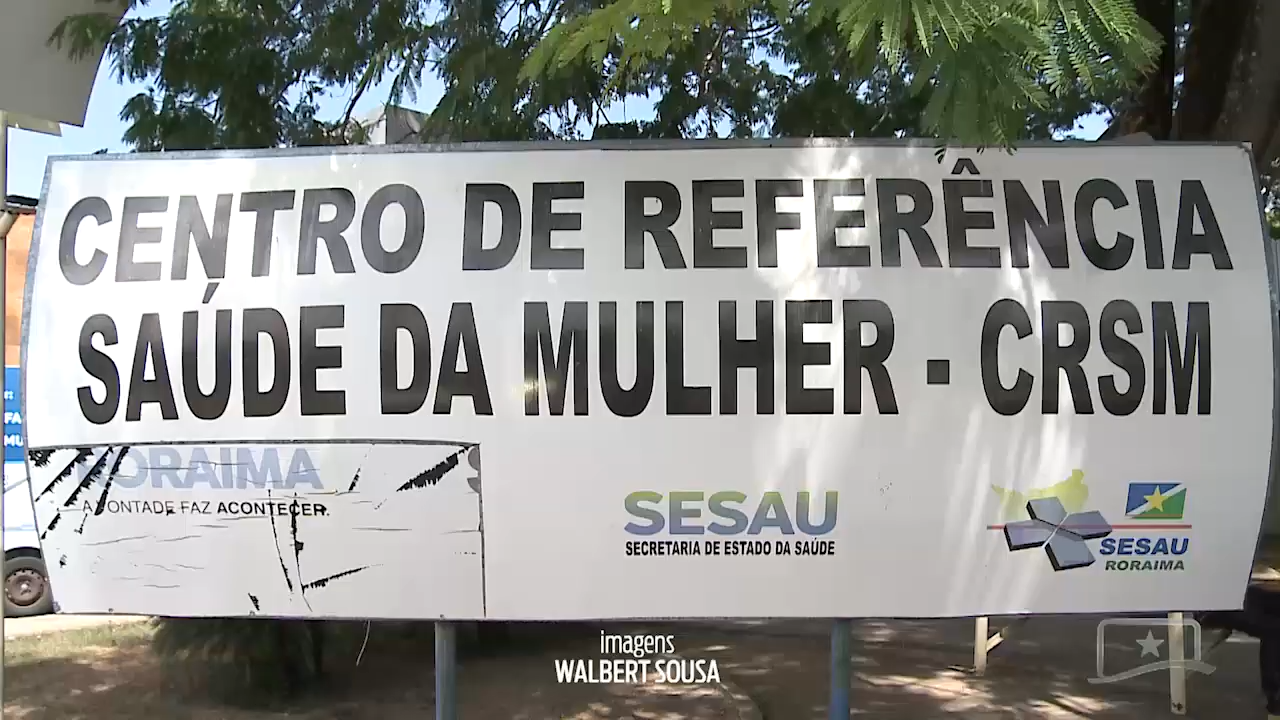 CENTRO DE REFERÊNCIA
SAÚDE DA MULHER - CRSM
RORAIMA
A VONTADE FAZ ACONTECER.
SESAU
SECRETARIA DE ESTADO DA SAÚDE
SESAU
RORAIMA
imagens
WALBERT SOUSA